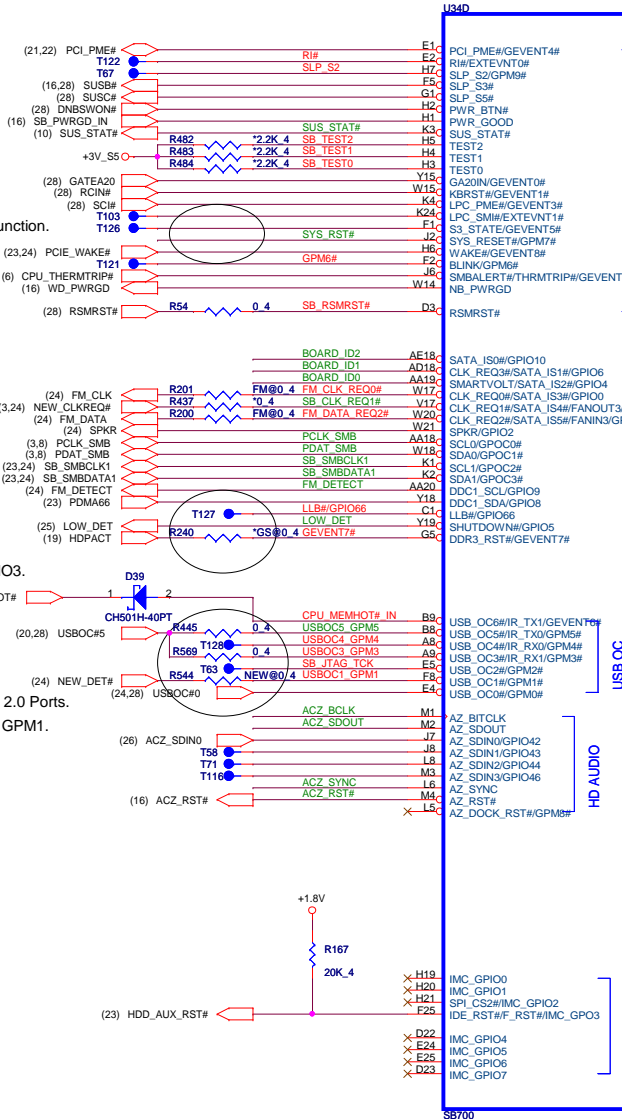 U34D
(21,22) PCI_PME# E1 PCI_PME#/GEVENT4#
T122 RI# E2 RI#/EXTEVNT0#
T67 SLP_S2 H7 SLP_S2/GPM9#
(16,28) SUSB# F5 SLP_S3#
(28) SUSC# G1 SLP_S5#
(28) DNBSWON# H2 PWR_BTN#
(16) SB_PWRGD_IN H1 PWR_GOOD
(10) SUS_STAT# SUS_STAT# K3 SUS_STAT#
R482 *2.2K_4 SB_TEST2 H5 TEST2
+3V_S5 R483 *2.2K_4 SB_TEST1 H4 TEST1
R484 *2.2K_4 SB_TEST0 H3 TEST0
(28) GATEA20 Y15 GA20IN/GEVENT0#
(28) RCIN# W15 KBRST#/GEVENT1#
(28) SCI# K4 LPC_PME#/GEVENT3#
T103 K24 LPC_SMI#/EXTEVNT1#
unction. T126 F1 S3_STATE/GEVENT5#
SYS_RST# J2 SYS_RESET#/GPM7#
(23,24) PCIE_WAKE# H6 WAKE#/GEVENT8#
T121 GPM6# F2 BLINK/GPM6#
(6) CPU_THERMTRIP# J6 SMBALERT#/THRMTRIP#/GEVENT
(16) WD_PWRGD W14 NB_PWRGD
(28) RSMRST# R54 0_4 SB_RSMRST# D3 RSMRST#
BOARD_ID2 AE18 SATA_IS0#/GPIO10
BOARD_ID1 AD18 CLK_REQ3#/SATA_IS1#/GPIO6
BOARD_ID0 AA19 SMARTVOLT/SATA_IS2#/GPIO4
(24) FM_CLK R201 FM@0_4 FM_CLK_REQ0# W17 CLK_REQ0#/SATA_IS3#/GPIO0
3,24) NEW_CLKREQ# R437 *0_4 SB_CLK_REQ1# V17 CLK_REQ1#/SATA_IS4#/FANOUT3/
(24) FM_DATA R200 FM@0_4 FM_DATA_REQ2# W20 CLK_REQ2#/SATA_IS5#/FANIN3/GP
(24) SPKR W21 SPKR/GPIO2
(3,8) PCLK_SMB PCLK_SMB AA18 SCL0/GPOC0#
(3,8) PDAT_SMB PDAT_SMB W18 SDA0/GPOC1#
(23,24) SB_SMBCLK1 SB_SMBCLK1 K1 SCL1/GPOC2#
(23,24) SB_SMBDATA1 SB_SMBDATA1 K2 SDA1/GPOC3#
(24) FM_DETECT FM_DETECT AA20 DDC1_SCL/GPIO9
(23) PDMA66 Y18 DDC1_SDA/GPIO8
T127 LLB#/GPIO66 C1 LLB#/GPIO66
(25) LOW_DET LOW_DET Y19 SHUTDOWN#/GPIO5
(19) HDPACT R240 *GS@0_4 GEVENT7# G5 DDR3_RST#/GEVENT7#
IO3.
D39
OT# 1 2
CH501H-40PT
CPU_MEMHOT#_IN B9 USB_OC6#/IR_TX1/GEVENT6#
(20,28) USBOC#5 R445 0_4 USBOC5_GPM5 B8 USB_OC5#/IR_TX0/GPM5#
T128 USBOC4_GPM4 A8 USB_OC4#/IR_RX0/GPM4#
R569 0_4 USBOC3_GPM3 A9 USB_OC3#/IR_RX1/GPM3#
T63 SB_JTAG_TCK E5 USB_OC2#/GPM2#
(24) NEW_DET# R544 NEW@0_4 USBOC1_GPM1 F8 USB_OC1#/GPM1#
(24,28) USBOC#0 E4 USB_OC0#/GPM0#
USB OC
2.0 Ports.
GPM1.
ACZ_BCLK M1 AZ_BITCLK
ACZ_SDOUT M2 AZ_SDOUT
(26) ACZ_SDIN0 J7 AZ_SDIN0/GPIO42
T58 J8 AZ_SDIN1/GPIO43
T71 L8 AZ_SDIN2/GPIO44
T116 M3 AZ_SDIN3/GPIO46
ACZ_SYNC L6 AZ_SYNC
(16) ACZ_RST# ACZ_RST# M4 AZ_RST#
L5 AZ_DOCK_RST#/GPM8#
HD AUDIO
+1.8V
R167
20K_4
H19 IMC_GPIO0
H20 IMC_GPIO1
H21 SPI_CS2#/IMC_GPIO2
(23) HDD_AUX_RST# F25 IDE_RST#/F_RST#/IMC_GPO3
D22 IMC_GPIO4
E24 IMC_GPIO5
E25 IMC_GPIO6
D23 IMC_GPIO7
SB700